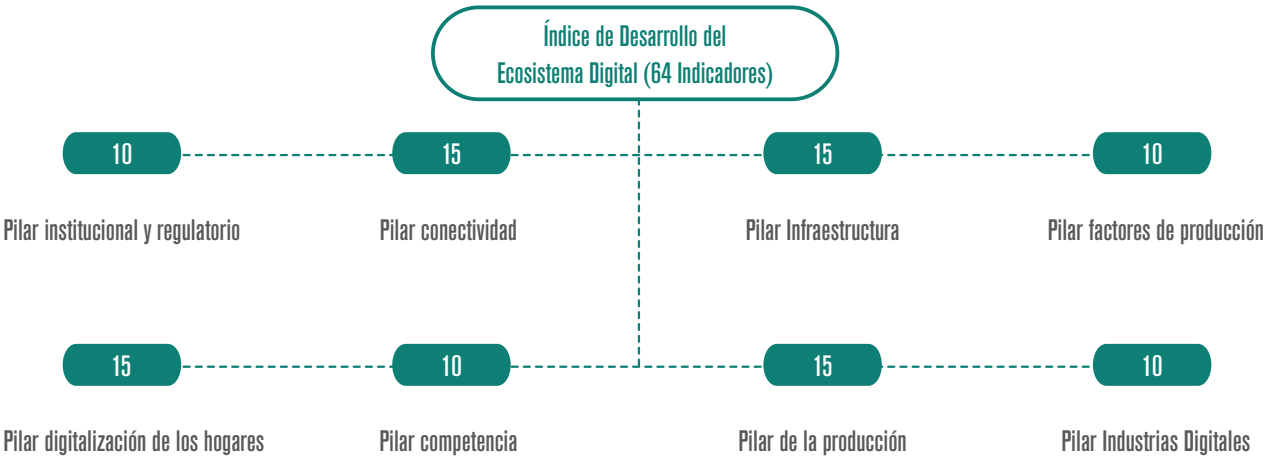 Índice de Desarrollo del
Ecosistema Digital (64 Indicadores)
10
15
15
10
Pilar institucional y regulatorio
Pilar conectividad
Pilar Infraestructura
Pilar factores de producción
15
10
15
10
Pilar digitalización de los hogares
Pilar competencia
Pilar de la producción
Pilar Industrias Digitales